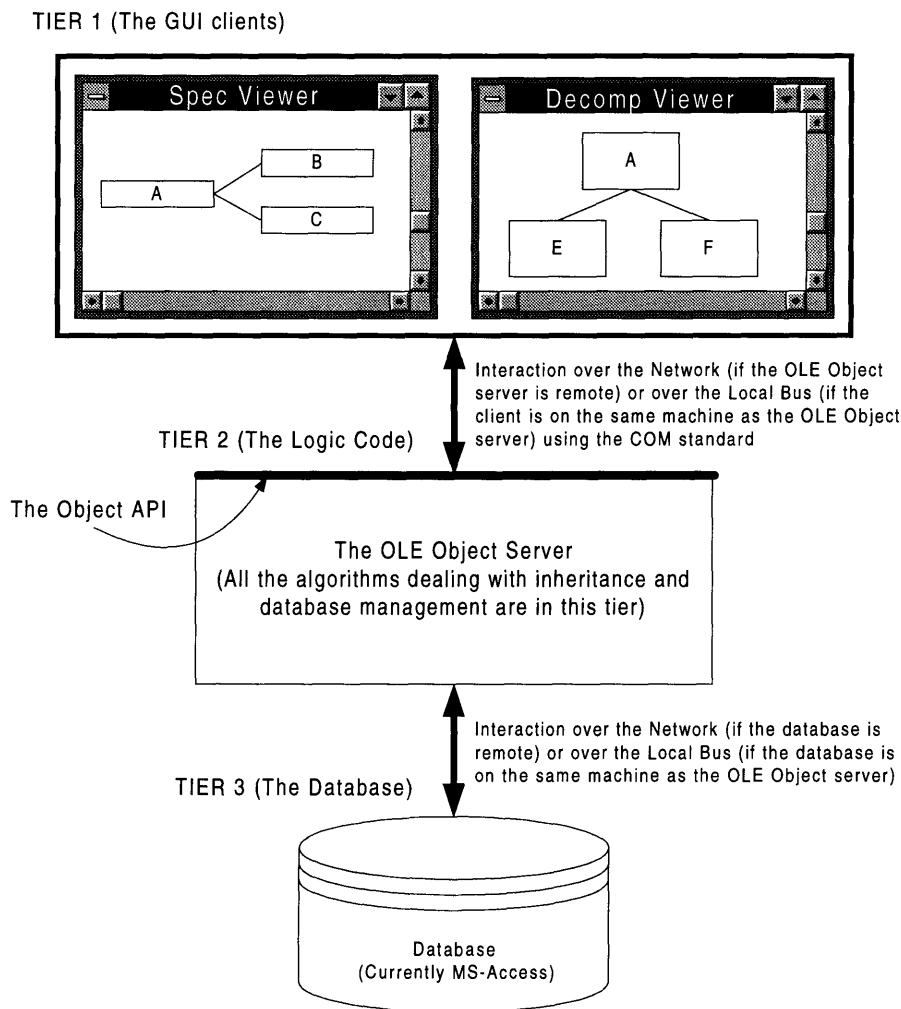 TIER 1 (The GUI clients)
Spec Viewer
A
B
C
Decomp Viewer
A
E
F
Interaction over the Network (if the OLE Object
server is remote) or over the Local Bus (if the
client is on the same machine as the OLE Object
server) using the COM standard
TIER 2 (The Logic Code)
The Object API
The OLE Object Server
(All the algorithms dealing with inheritance and
database management are in this tier)
Interaction over the Network (if the database is
remote) or over the Local Bus (if the database is
on the same machine as the OLE Object server)
TIER 3 (The Database)
Database
(Currently MS-Access)